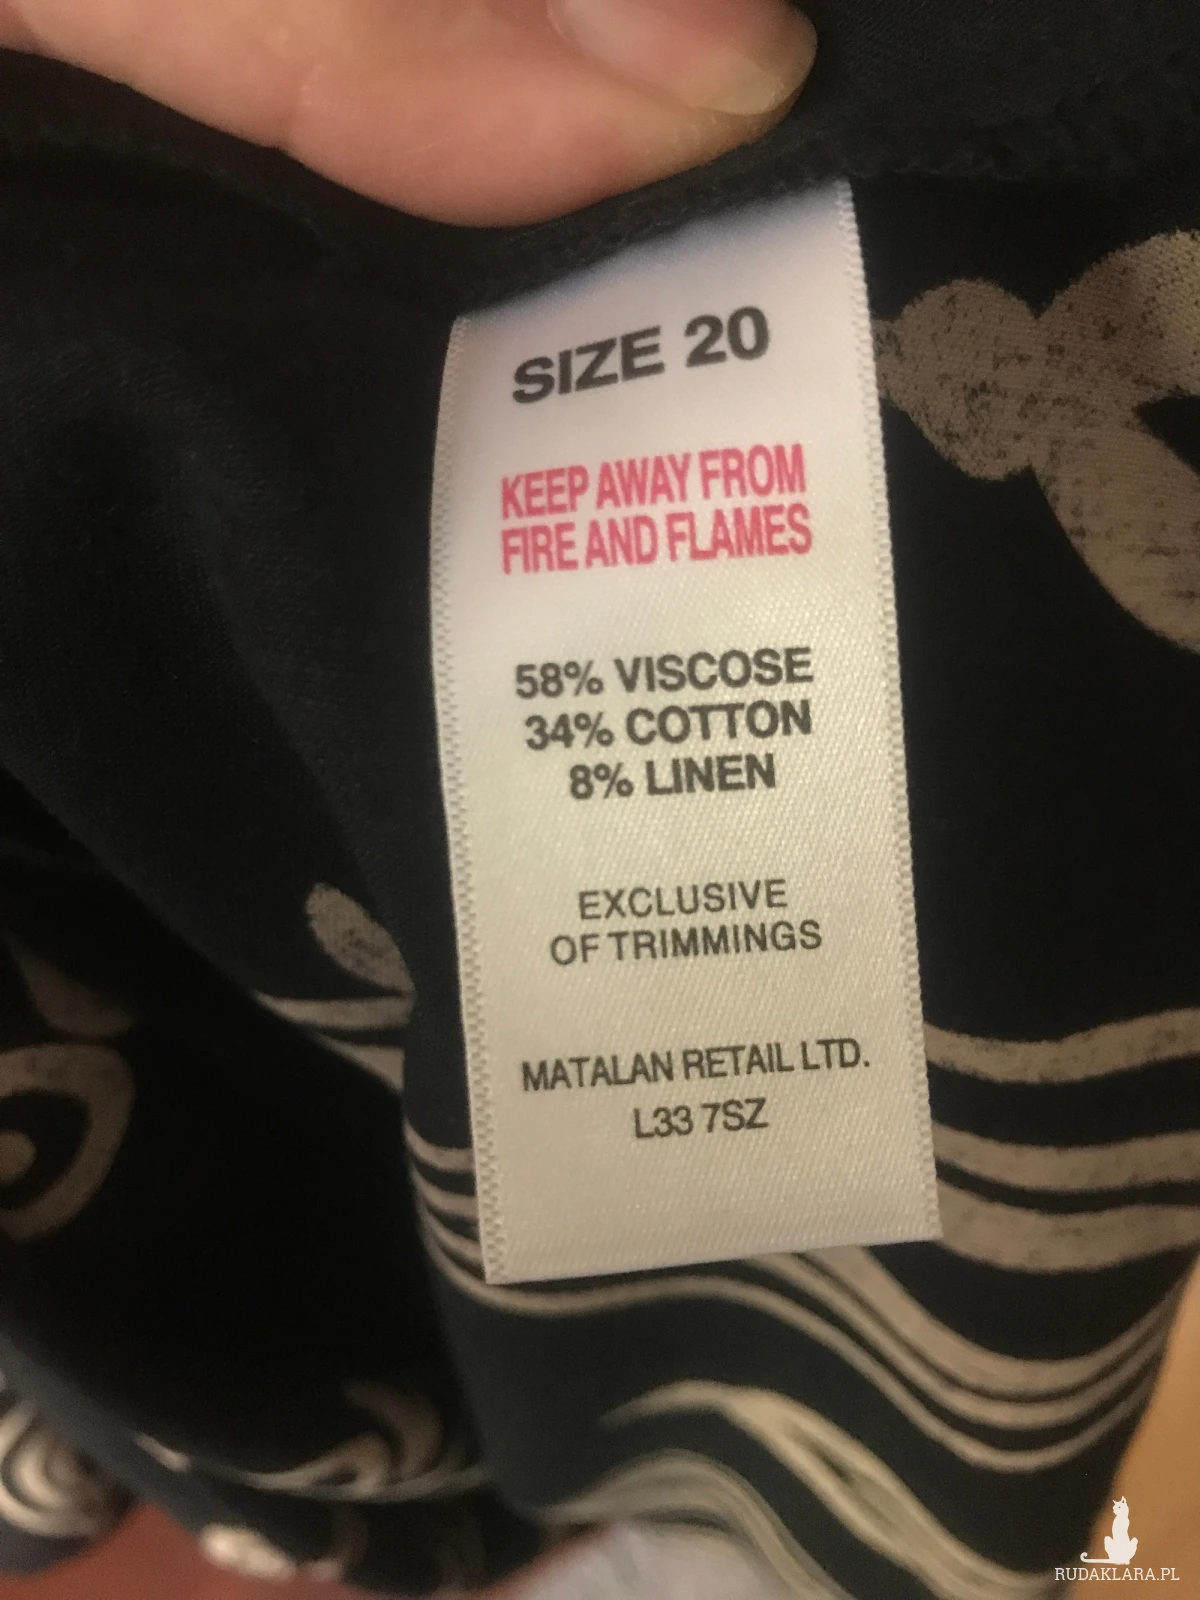 SIZE 20
KEEP AWAY FROM
FIRE AND FLAMES
58% VISCOSE
34% COTTON
8% LINEN
EXCLUSIVE
OF TRIMMINGS
MATALAN RETAIL LTD.
L33 7SZ
RUDAKLARA.PL